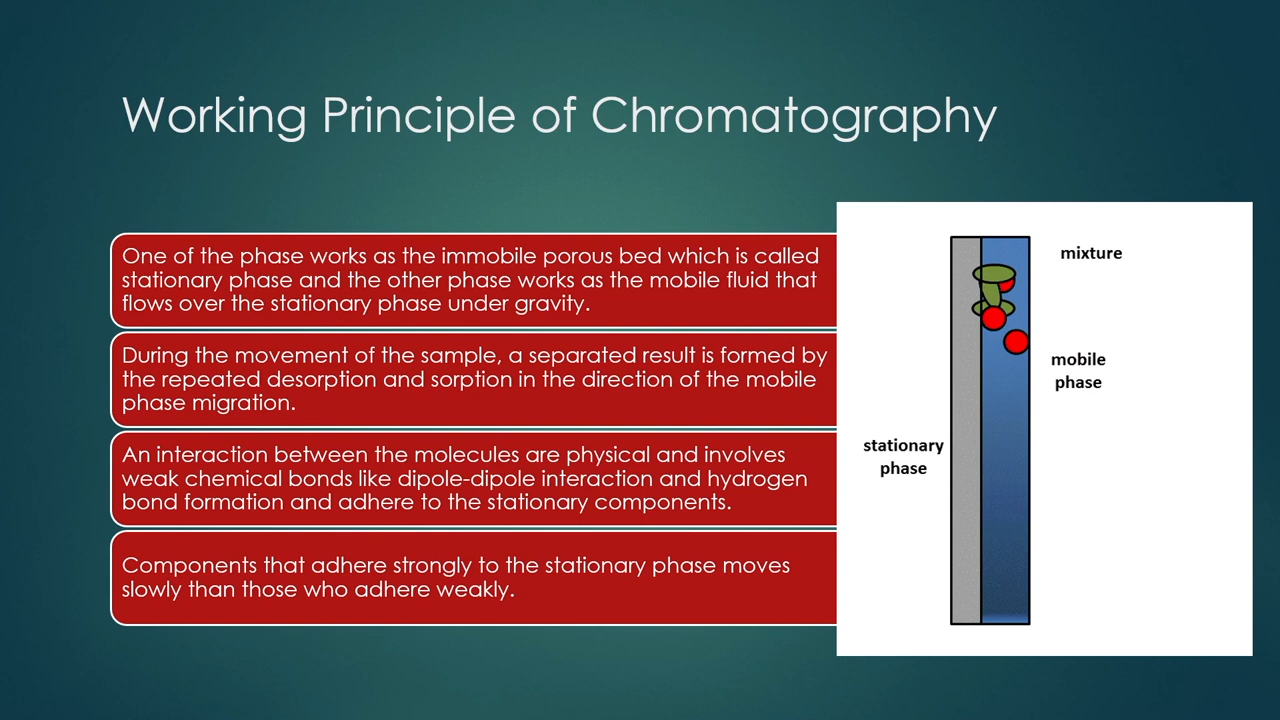 Working Principle of Chromatography
One of the phase works as the immobile porous bed which is called
stationary phase and the other phase works as the mobile fluid that
flows over the stationary phase under gravity.
During the movement of the sample, a separated result is formed by
the repeated desorption and sorption in the direction of the mobile
phase migration.
An interaction between the molecules are physical and involves
weak chemical bonds like dipole-dipole interaction and hydrogen
bond formation and adhere to the stationary components.
Components that adhere strongly to the stationary phase moves
slowly than those who adhere weakly.
mixture
mobile
phase
stationary
phase